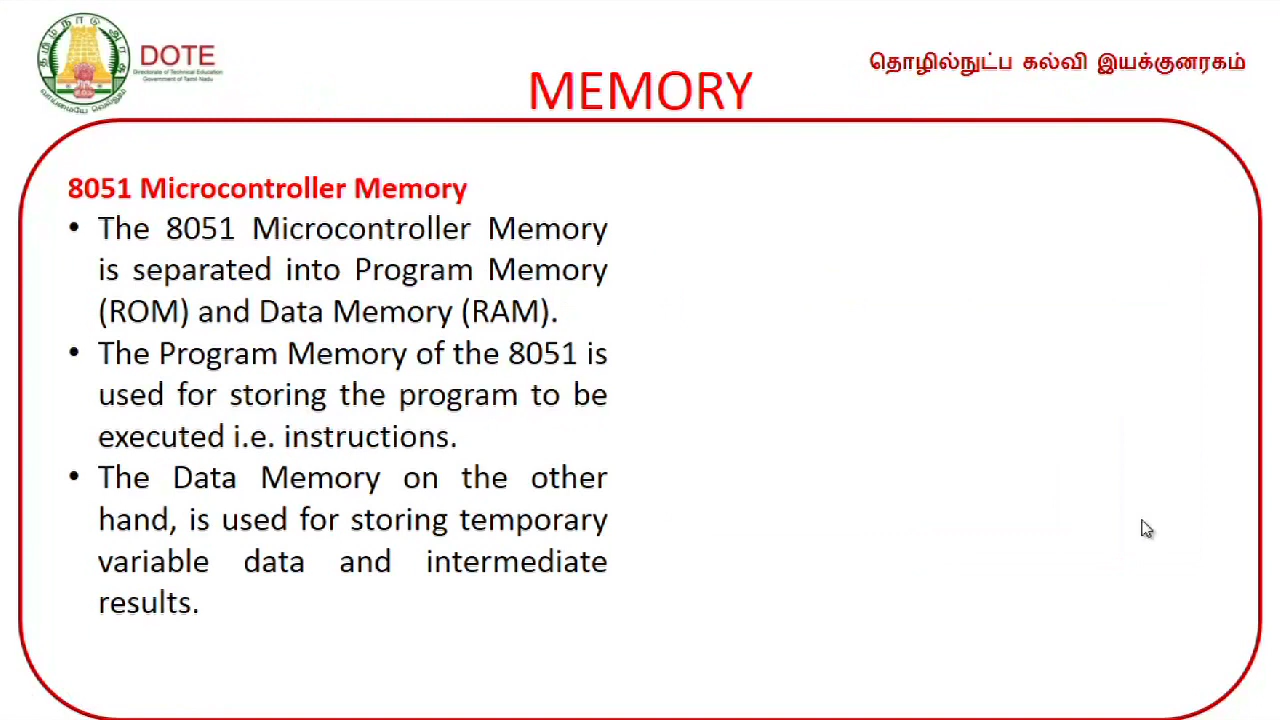 தமிழ்நாடு அரசு
வாய்மையே வெல்லும்
DOTE
Directorate of Technical Education
Government of Tamil Nadu
தொழில்நுட்ப கல்வி இயக்குனரகம்
MEMORY
8051 Microcontroller Memory
• The 8051 Microcontroller Memory
is separated into Program Memory
(ROM) and Data Memory (RAM).
• The Program Memory of the 8051 is
used for storing the program to be
executed i.e. instructions.
• The Data Memory on the other
hand, is used for storing temporary
variable data and intermediate
results.